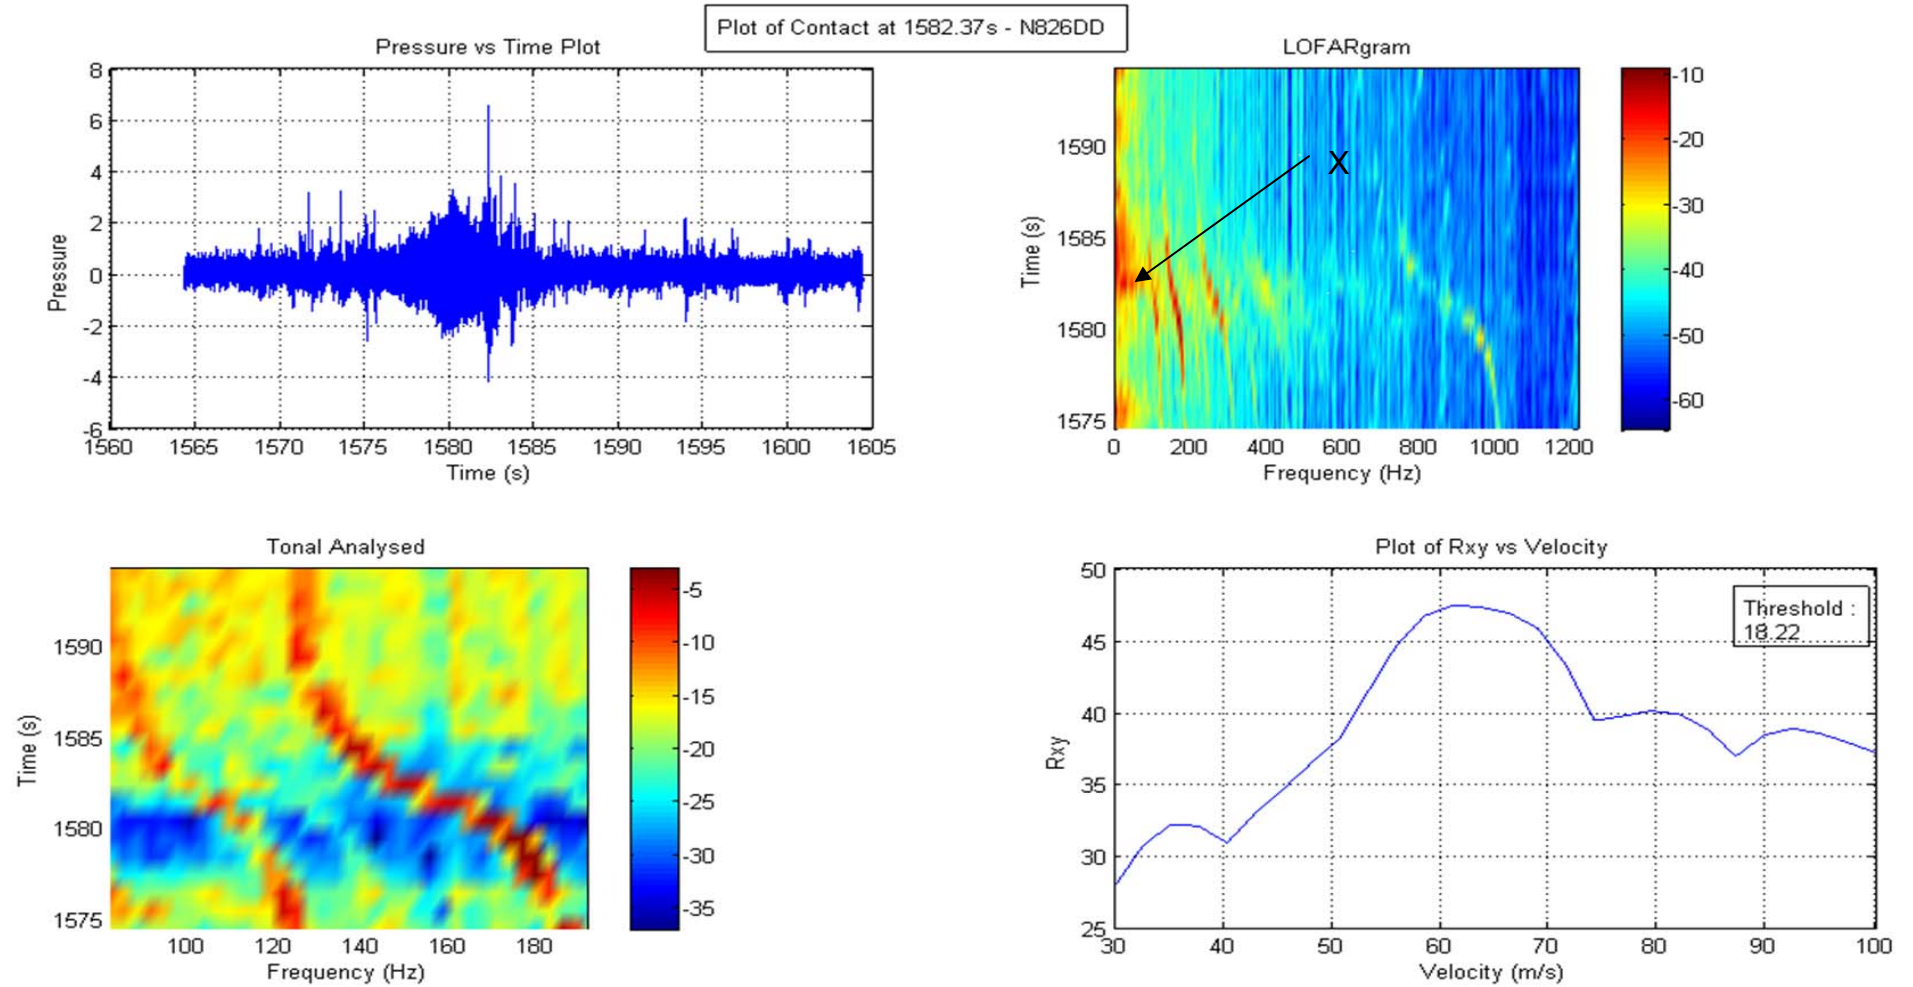 Plot of Contact at 1582.37s - N826DD
Pressure vs Time Plot
8
6
4
2
0
-2
-4
-6
Pressure
1560 1565 1570 1575 1580 1585 1590 1595 1600 1605
Time (s)
LOFARgram
X
1590
1585
1580
1575
Time (s)
0 200 400 600 800 1000 1200
Frequency (Hz)
-10
-20
-30
-40
-50
-60
Tonal Analysed
1590
1585
1580
1575
Time (s)
100 120 140 160 180
Frequency (Hz)
-5
-10
-15
-20
-25
-30
-35
Plot of Rxy vs Velocity
50
45
40
35
30
25
Rxy
Threshold :
18.22
30 40 50 60 70 80 90 100
Velocity (m/s)